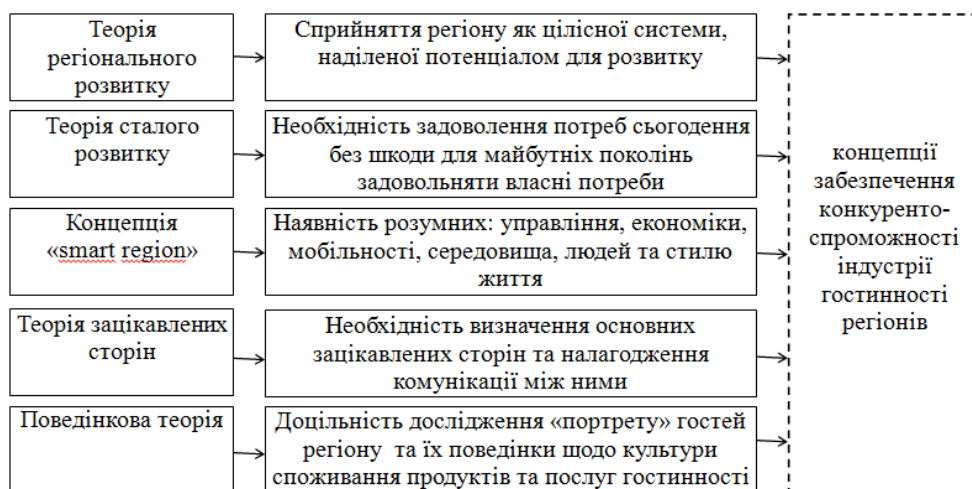 Теорія
регіонального
розвитку
Сприйняття регіону як цілісної системи,
наділеної потенціалом для розвитку
Теорія сталого
розвитку
Необхідність задоволення потреб сьогодення
без шкоди для майбутніх поколінь
задовольняти власні потреби
Концепція
«smart region»
Наявність розумних: управління, економіки,
мобільності, середовища, людей та стилю
життя
Теорія зацікавлених
сторін
Необхідність визначення основних
зацікавлених сторін та налагодження
комунікації між ними
Поведінкова теорія
Доцільність дослідження «портрету» гостей
регіону та їх поведінки щодо культури
споживання продуктів та послуг гостинності
концепції
забезпечення
конкуренто-
спроможності
індустрії
гостинності
регіонів